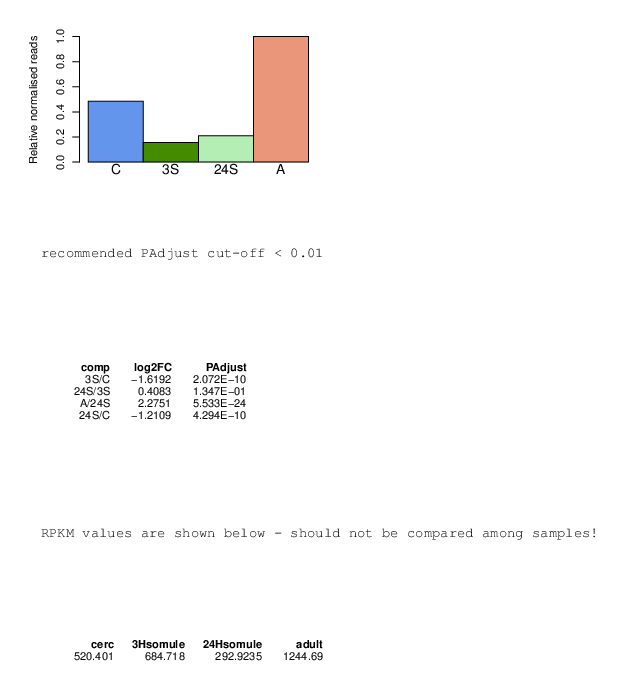 Relative normalised reads
1.0
0.8
0.6
0.4
0.2
0.0
C 3S 24S A
recommended PAdjust cut-off < 0.01
comp log2FC PAdjust
3S/C −1.6192 2.072E−10
24S/3S 0.4083 1.347E−01
A/24S 2.2751 5.533E−24
24S/C −1.2109 4.294E−10
RPKM values are shown below - should not be compared among samples!
cerc 3Hsomule 24Hsomule adult
520.401 684.718 292.9235 1244.69